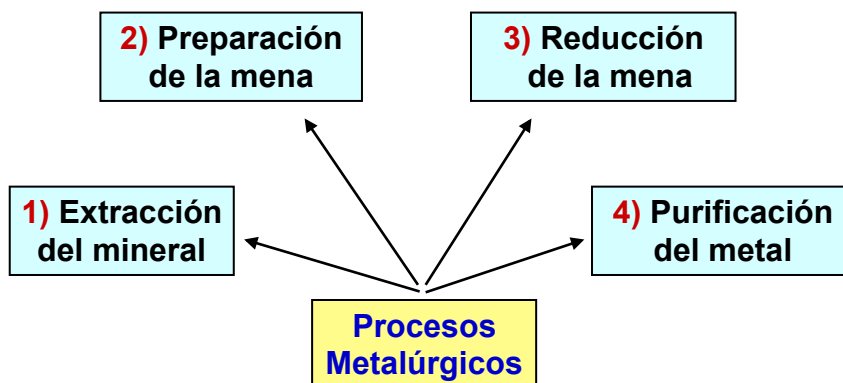 2) Preparación
de la mena
3) Reducción
de la mena
1) Extracción
del mineral
4) Purificación
del metal
Procesos
Metalúrgicos